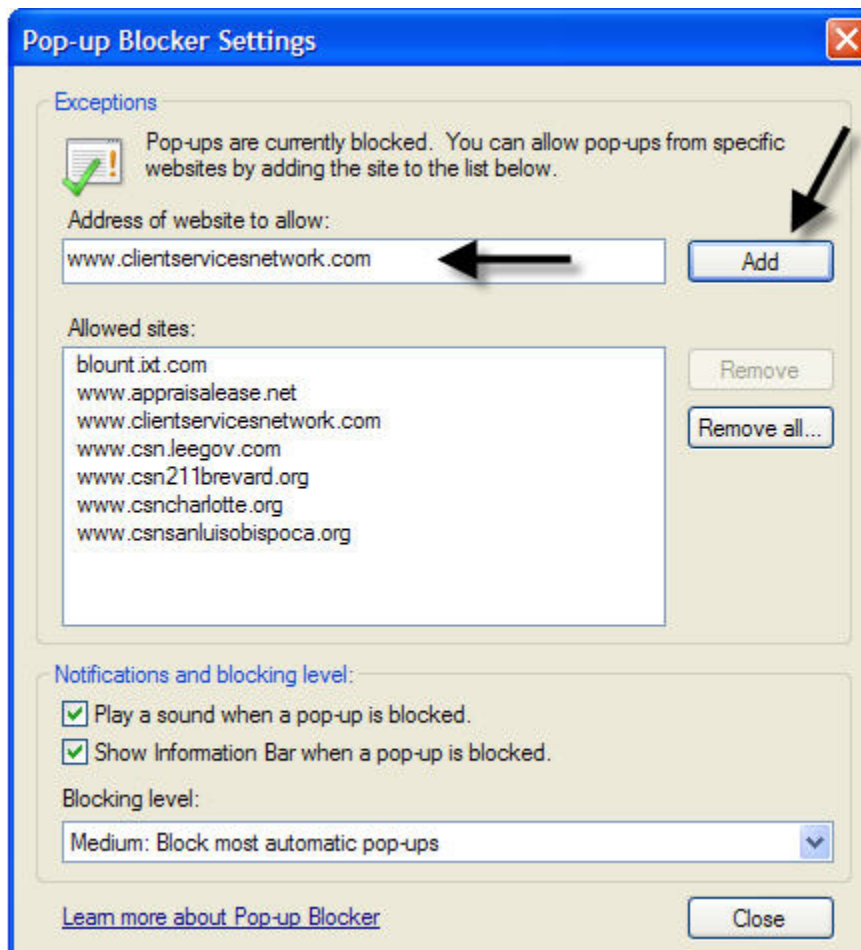 Pop-up Blocker Settings
Exceptions
Pop-ups are currently blocked. You can allow pop-ups from specific
websites by adding the site to the list below.
Address of website to allow:
www.clientservicesnetwork.com
Add
Allowed sites:
blount.ixt.com
www.appraisalease.net
www.clientservicesnetwork.com
www.csn.leegov.com
www.csn211brevard.org
www.csncharlotte.org
www.csnsanluisobispoca.org
Remove
Remove all...
Notifications and blocking level:
Play a sound when a pop-up is blocked.
Show Information Bar when a pop-up is blocked.
Blocking level:
Medium: Block most automatic pop-ups
Learn more about Pop-up Blocker
Close